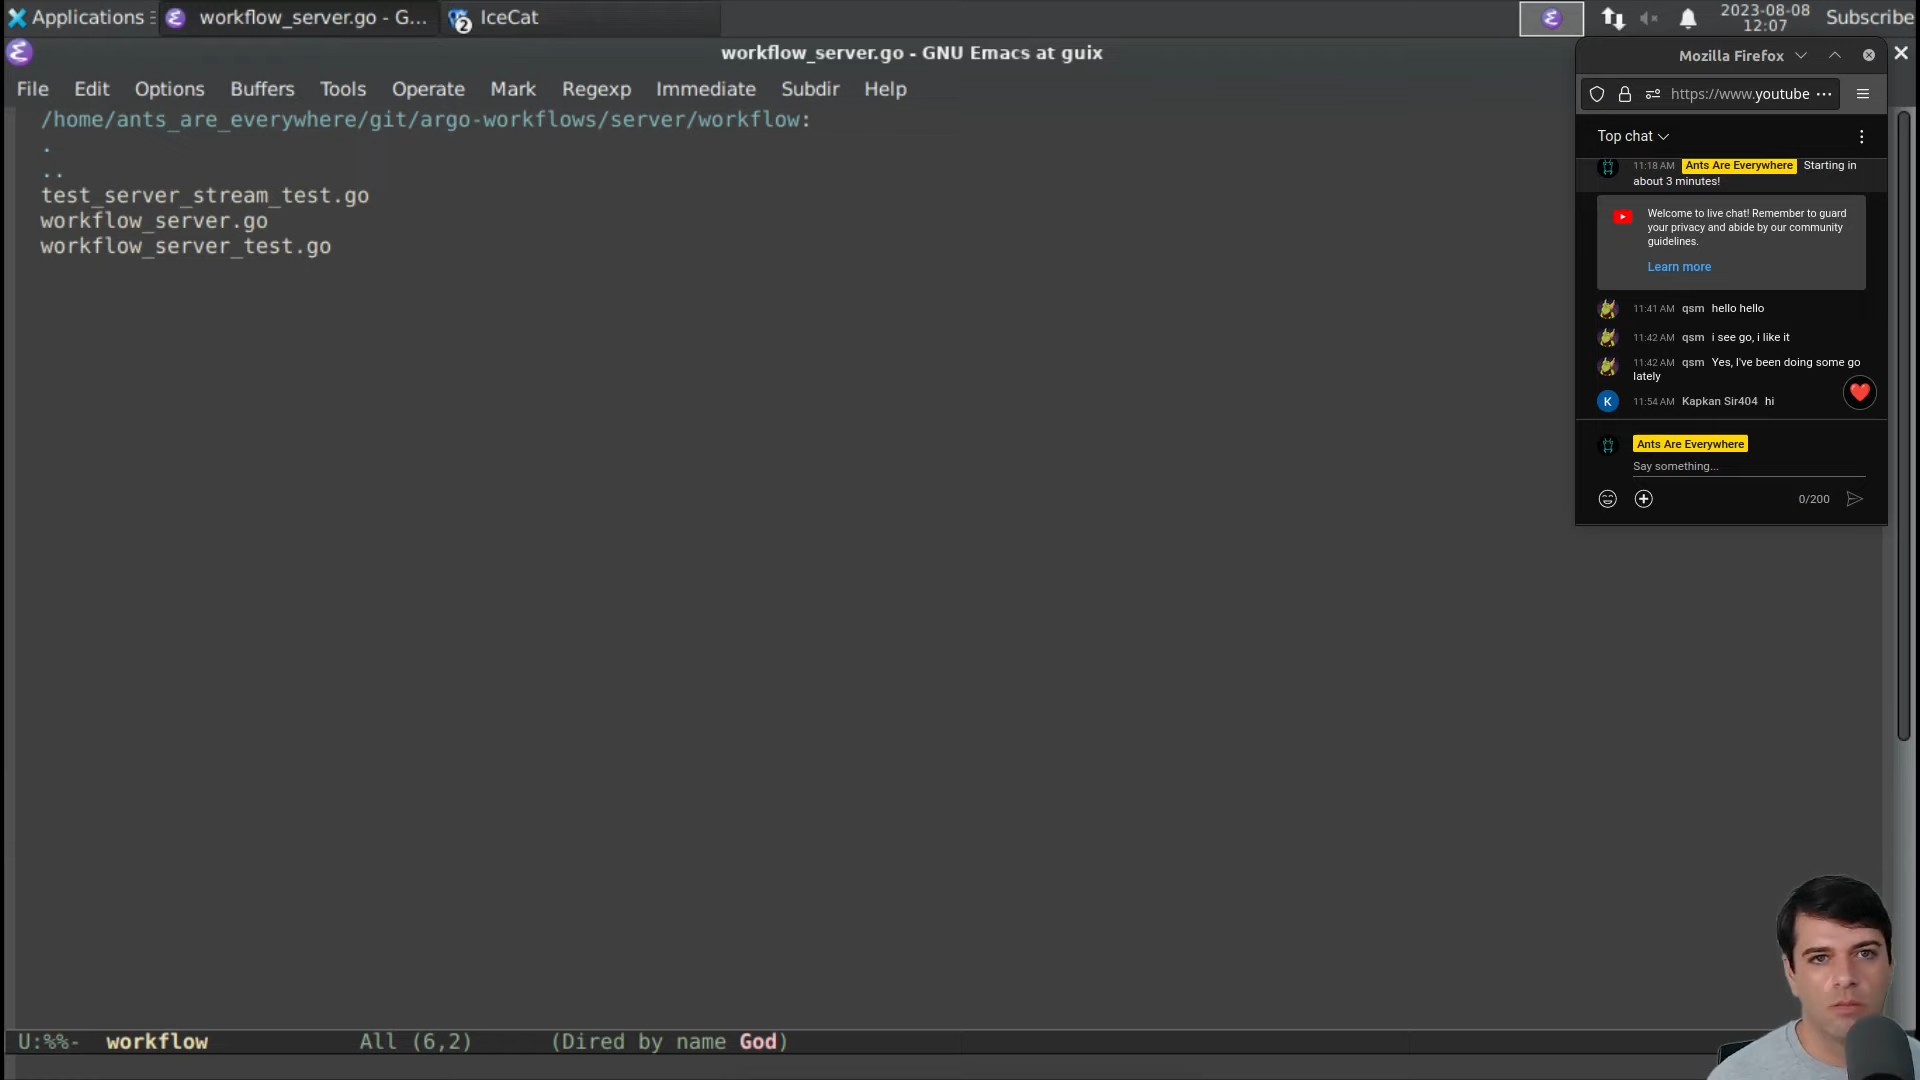 Applications
workflow_server.go - G...
2 IceCat
2023-08-08
12:07
Subscribe
workflow_server.go - GNU Emacs at guix
File Edit Options Buffers Tools Operate Mark Regexp Immediate Subdir Help
/home/ants_are_everywhere/git/argo-workflows/server/workflow:
.
..
test_server_stream_test.go
workflow_server.go
workflow_server_test.go
Mozilla Firefox
https://www.youtube
Top chat
11:18 AM Ants Are Everywhere Starting in
about 3 minutes!
Welcome to live chat! Remember to guard
your privacy and abide by our community
guidelines.
Learn more
11:41 AM qsm hello hello
11:42 AM qsm i see go, i like it
11:42 AM qsm Yes, I've been doing some go
lately
K 11:54 AM Kapkan Sir404 hi
Ants Are Everywhere
Say something...
0/200
U:%%- workflow All (6,2) (Dired by name God)